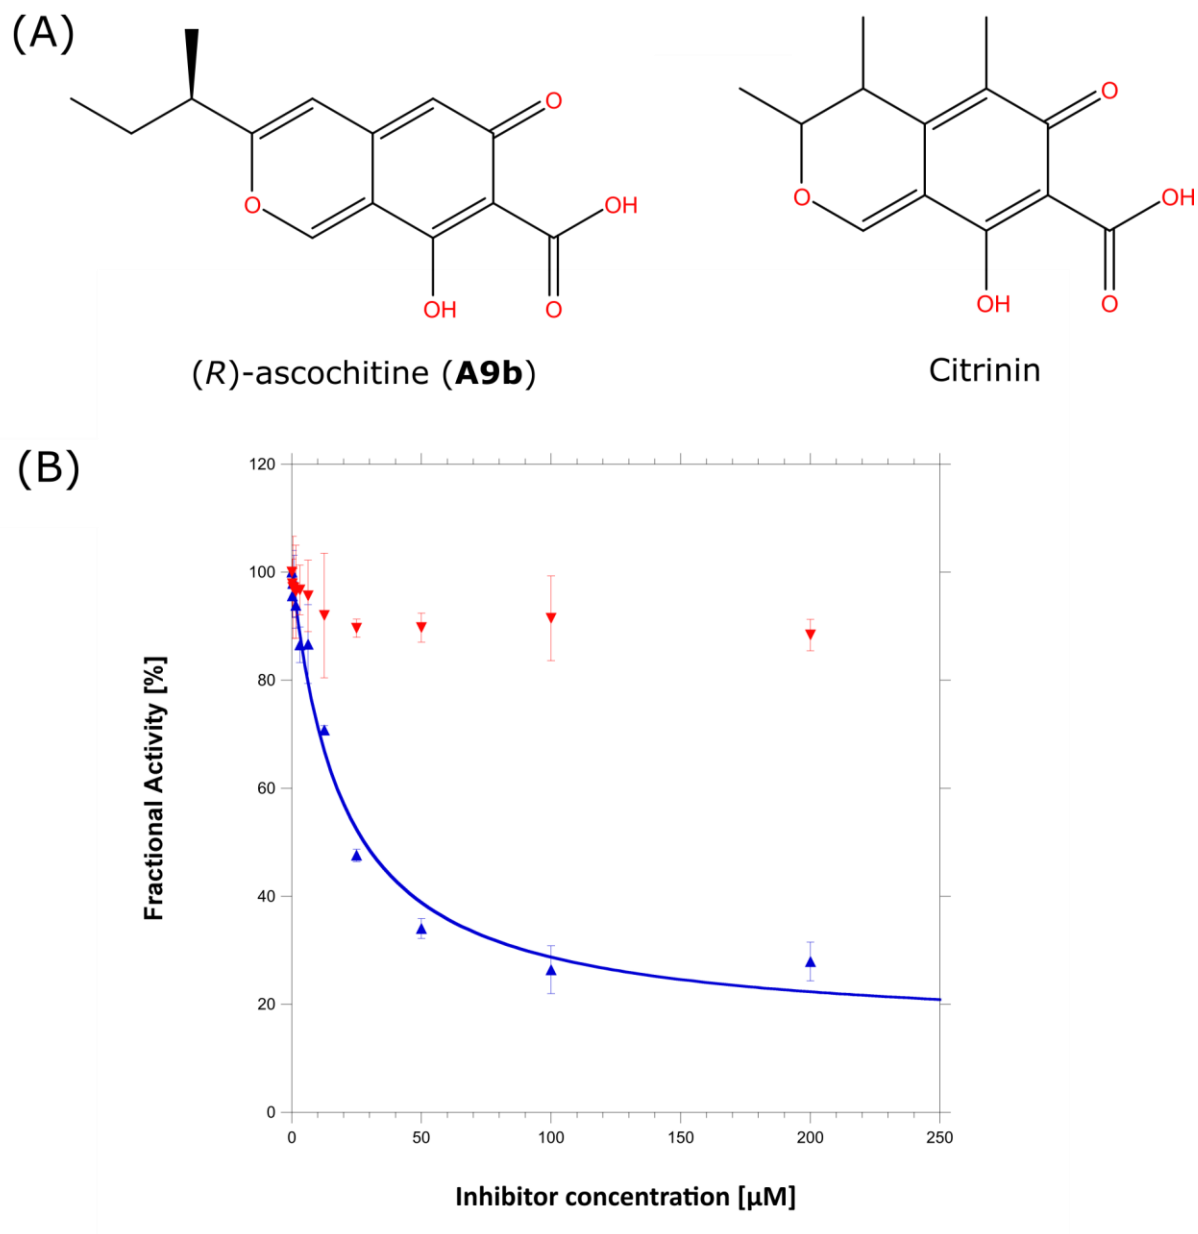 (A)
O
O
OH
OH
O
(R)-ascochitine (A9b)
O
O
OH
OH
O
Citrinin
(B)
120
100
80
60
40
20
0
Fractional Activity [%]
0 50 100 150 200 250
Inhibitor concentration [µM]